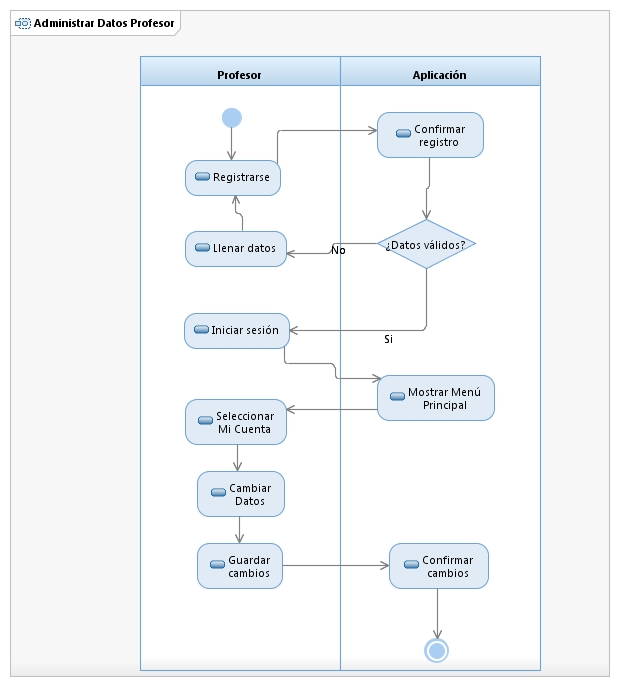 Administrar Datos Profesor
Profesor
Aplicación
Confirmar
registro
Registrarse
Llenar datos
No
¿Datos válidos?
Iniciar sesión
Si
Mostrar Menú
Principal
Seleccionar
Mi Cuenta
Cambiar
Datos
Guardar
cambios
Confirmar
cambios